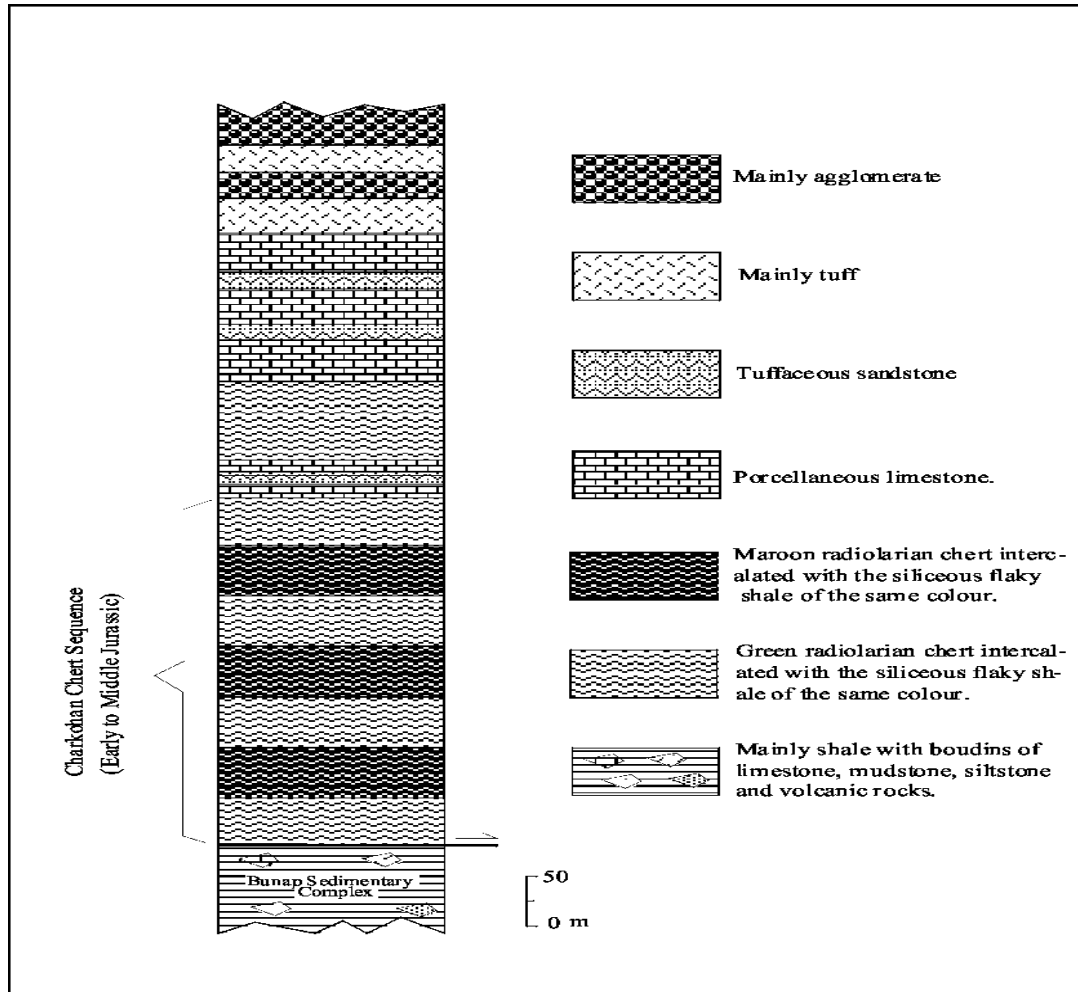 Mainly agglomerate
Mainly tuff
Tuffaceous sandstone
Porcellaneous limestone.
Maroon radiolarian chert interc-
alated with the siliceous flaky
shale of the same colour.
Green radiolarian chert intercal-
ated with the siliceous flaky sh-
ale of the same colour.
Mainly shale with boudins of
limestone, mudstone, siltstone
and volcanic rocks.
Charkohan Chert Sequence
(Early to Middle Jurassic)
Bunap Sedimentary
Complex
50
0 m